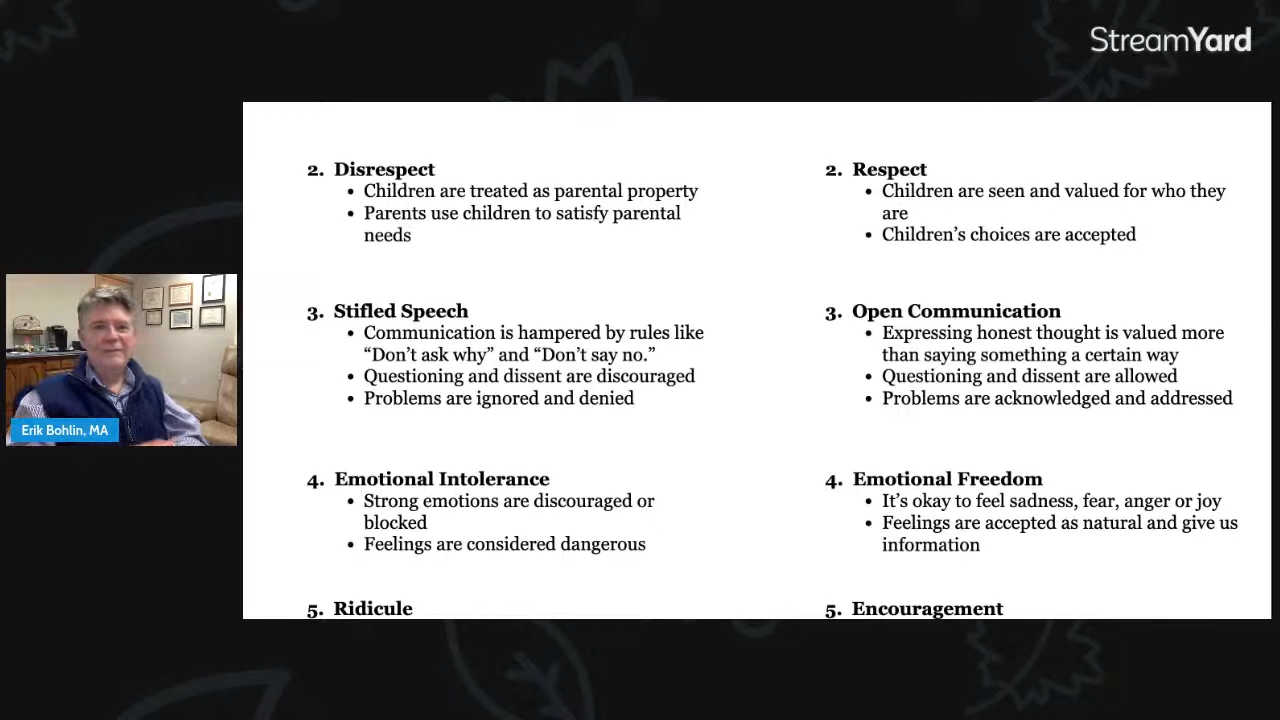 StreamYard
2. Disrespect
• Children are treated as parental property
• Parents use children to satisfy parental
needs
3. Stifled Speech
• Communication is hampered by rules like
“Don’t ask why” and “Don’t say no.”
• Questioning and dissent are discouraged
• Problems are ignored and denied
4. Emotional Intolerance
• Strong emotions are discouraged or
blocked
• Feelings are considered dangerous
5. Ridicule
2. Respect
• Children are seen and valued for who they
are
• Children’s choices are accepted
3. Open Communication
• Expressing honest thought is valued more
than saying something a certain way
• Questioning and dissent are allowed
• Problems are acknowledged and addressed
4. Emotional Freedom
• It’s okay to feel sadness, fear, anger or joy
• Feelings are accepted as natural and give us
information
5. Encouragement
Erik Bohlin, MA